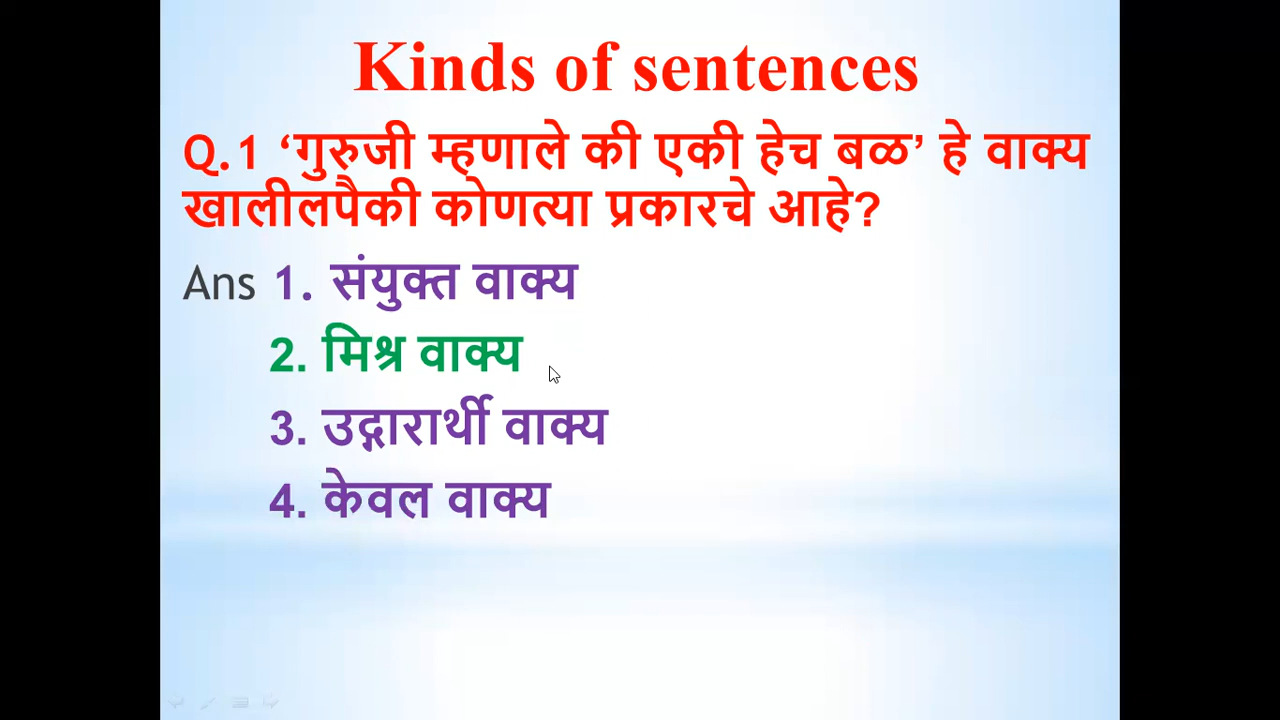 Kinds of sentences
Q.1 ‘गुरुजी म्हणाले की एकी हेच बळ’ हे वाक्य
खालीलपैकी कोणत्या प्रकारचे आहे?
Ans 1. संयुक्त वाक्य
2. मिश्र वाक्य
3. उद्गारार्थी वाक्य
4. केवल वाक्य